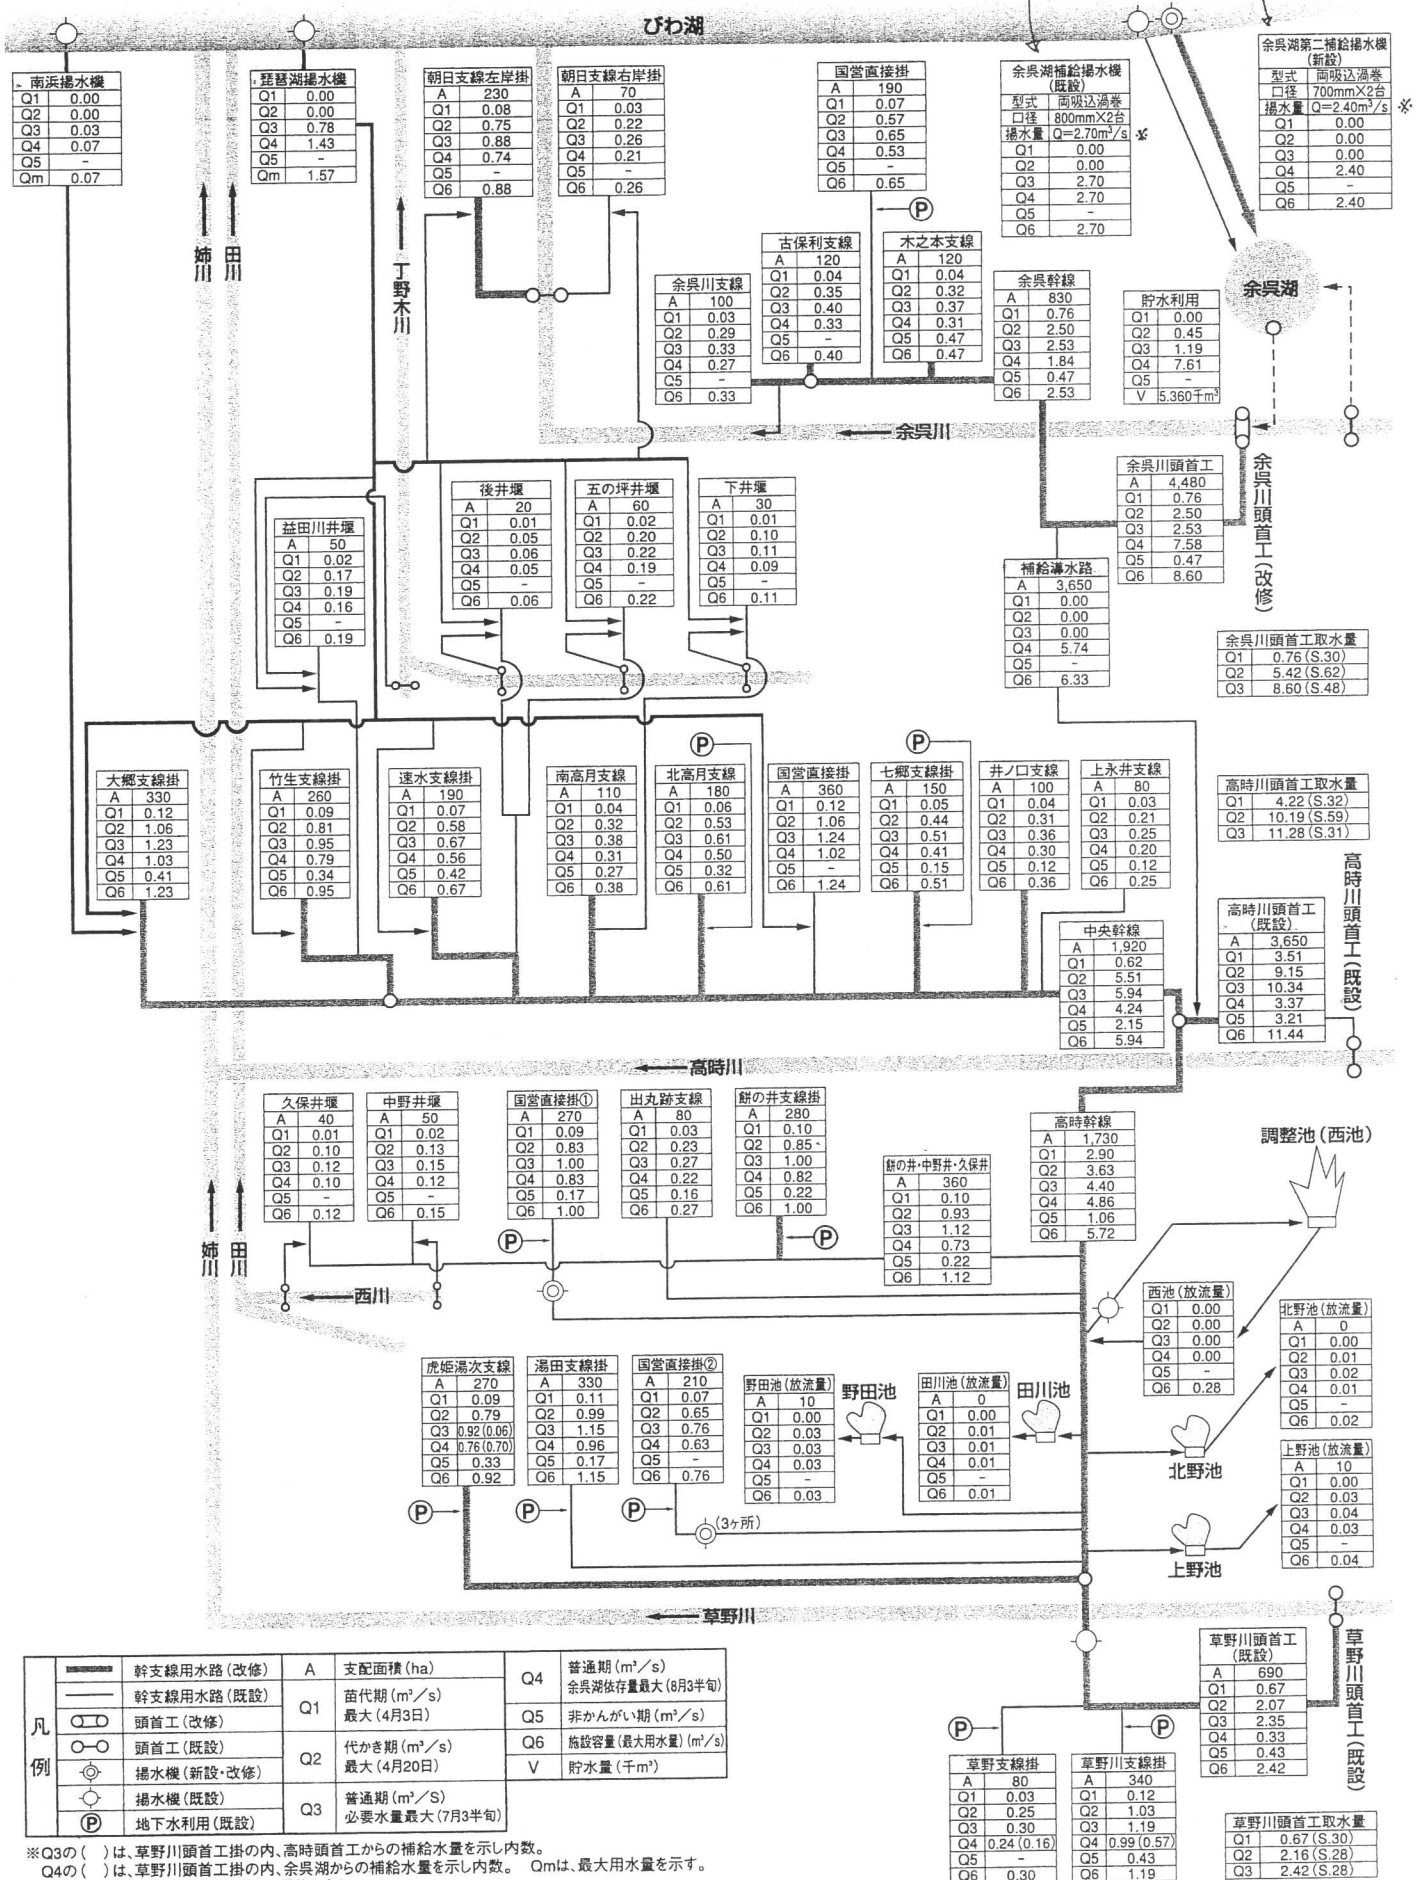 びわ湖
南浜揚水機
Q1 0.00
Q2 0.00
Q3 0.03
Q4 0.07
Q5 -
Qm 0.07
琵琶湖揚水機
Q1 0.00
Q2 0.00
Q3 0.78
Q4 1.43
Q5 -
Qm 1.57
朝日支線左岸掛
A 230
Q1 0.08
Q2 0.75
Q3 0.88
Q4 0.74
Q5 -
Q6 0.88
朝日支線右岸掛
A 70
Q1 0.03
Q2 0.22
Q3 0.26
Q4 0.21
Q5 -
Q6 0.26
国営直接掛
A 190
Q1 0.07
Q2 0.57
Q3 0.65
Q4 0.53
Q5 -
Q6 0.65
P
余呉湖補給揚水機
(既設)
型式 両吸込渦巻
口径 800mm×2台
揚水量 Q=2.70m³/s ※
Q1 0.00
Q2 0.00
Q3 2.70
Q4 2.70
Q5 -
Q6 2.70
余呉湖第二補給揚水機
(新設)
型式 両吸込渦巻
口径 700mm×2台
揚水量 Q=2.40m³/s ※
Q1 0.00
Q2 0.00
Q3 0.00
Q4 2.40
Q5 -
Q6 2.40
姉川
田川
丁野木川
余呉川支線
A 100
Q1 0.03
Q2 0.29
Q3 0.33
Q4 0.27
Q5 -
Q6 0.33
古保利支線
A 120
Q1 0.04
Q2 0.35
Q3 0.40
Q4 0.33
Q5 -
Q6 0.40
木之本支線
A 120
Q1 0.04
Q2 0.32
Q3 0.37
Q4 0.31
Q5 0.47
Q6 0.47
余呉幹線
A 830
Q1 0.76
Q2 2.50
Q3 2.53
Q4 1.84
Q5 0.47
Q6 2.53
貯水利用
Q1 0.00
Q2 0.45
Q3 1.19
Q4 7.61
Q5 -
V 5.360千m³
余呉湖
余呉川
益田川井堰
A 50
Q1 0.02
Q2 0.17
Q3 0.19
Q4 0.16
Q5 -
Q6 0.19
後井堰
A 20
Q1 0.01
Q2 0.05
Q3 0.06
Q4 0.05
Q5 -
Q6 0.06
五の坪井堰
A 60
Q1 0.02
Q2 0.20
Q3 0.22
Q4 0.19
Q5 -
Q6 0.22
下井堰
A 30
Q1 0.01
Q2 0.10
Q3 0.11
Q4 0.09
Q5 -
Q6 0.11
余呉川頭首工
A 4,480
Q1 0.76
Q2 2.50
Q3 2.53
Q4 7.58
Q5 0.47
Q6 8.60
余呉川頭首工(改修)
補給導水路
A 3,650
Q1 0.00
Q2 0.00
Q3 0.00
Q4 5.74
Q5 -
Q6 6.33
余呉川頭首工取水量
Q1 0.76(S.30)
Q2 5.42(S.62)
Q3 8.60(S.48)
大郷支線掛
A 330
Q1 0.12
Q2 1.06
Q3 1.23
Q4 1.03
Q5 0.41
Q6 1.23
竹生支線掛
A 260
Q1 0.09
Q2 0.81
Q3 0.95
Q4 0.79
Q5 0.34
Q6 0.95
速水支線掛
A 190
Q1 0.07
Q2 0.58
Q3 0.67
Q4 0.56
Q5 0.42
Q6 0.67
南高月支線
A 110
Q1 0.04
Q2 0.32
Q3 0.38
Q4 0.31
Q5 0.27
Q6 0.38
P
北高月支線
A 180
Q1 0.06
Q2 0.53
Q3 0.61
Q4 0.50
Q5 0.32
Q6 0.61
国営直接掛
A 360
Q1 0.12
Q2 1.06
Q3 1.24
Q4 1.02
Q5 -
Q6 1.24
P
七郷支線掛
A 150
Q1 0.05
Q2 0.44
Q3 0.51
Q4 0.41
Q5 0.15
Q6 0.51
井ノ口支線
A 100
Q1 0.04
Q2 0.31
Q3 0.36
Q4 0.30
Q5 0.12
Q6 0.36
上永井支線
A 80
Q1 0.03
Q2 0.21
Q3 0.25
Q4 0.20
Q5 0.12
Q6 0.25
高時川頭首工取水量
Q1 4.22(S.32)
Q2 10.19(S.59)
Q3 11.28(S.31)
高時川頭首工(既設)
中央幹線
A 1,920
Q1 0.62
Q2 5.51
Q3 5.94
Q4 4.24
Q5 2.15
Q6 5.94
高時川頭首工
(既設)
A 3,650
Q1 3.51
Q2 9.15
Q3 10.34
Q4 3.37
Q5 3.21
Q6 11.44
高時川
久保井堰
A 40
Q1 0.01
Q2 0.10
Q3 0.12
Q4 0.10
Q5 -
Q6 0.12
中野井堰
A 50
Q1 0.02
Q2 0.13
Q3 0.15
Q4 0.12
Q5 -
Q6 0.15
国営直接掛①
A 270
Q1 0.09
Q2 0.83
Q3 1.00
Q4 0.83
Q5 0.17
Q6 1.00
P
出丸跡支線
A 80
Q1 0.03
Q2 0.23
Q3 0.27
Q4 0.22
Q5 0.16
Q6 0.27
餅の井支線掛
A 280
Q1 0.10
Q2 0.85
Q3 1.00
Q4 0.82
Q5 0.22
Q6 1.00
P
餅の井・中野井・久保井
A 360
Q1 0.10
Q2 0.93
Q3 1.12
Q4 0.73
Q5 0.22
Q6 1.12
高時幹線
A 1,730
Q1 2.90
Q2 3.63
Q3 4.40
Q4 4.86
Q5 1.06
Q6 5.72
調整池(西池)
姉川
田川
西川
西池(放流量)
Q1 0.00
Q2 0.00
Q3 0.00
Q4 0.00
Q5 -
Q6 0.28
北野池(放流量)
A 0
Q1 0.00
Q2 0.01
Q3 0.02
Q4 0.01
Q5 -
Q6 0.02
虎姫湯次支線
A 270
Q1 0.09
Q2 0.79
Q3 0.92(0.06)
Q4 0.76(0.70)
Q5 0.33
Q6 0.92
P
湯田支線掛
A 330
Q1 0.11
Q2 0.99
Q3 1.15
Q4 0.96
Q5 0.17
Q6 1.15
P
国営直接掛②
A 210
Q1 0.07
Q2 0.65
Q3 0.76
Q4 0.63
Q5 -
Q6 0.76
P
(3ヶ所)
野田池(放流量)
A 10
Q1 0.00
Q2 0.03
Q3 0.03
Q4 0.03
Q5 -
Q6 0.03
野田池
田川池(放流量)
A 0
Q1 0.00
Q2 0.01
Q3 0.01
Q4 0.01
Q5 -
Q6 0.01
田川池
北野池
上野池(放流量)
A 10
Q1 0.00
Q2 0.03
Q3 0.04
Q4 0.03
Q5 -
Q6 0.04
上野池
草野川
草野川頭首工
(既設)
A 690
Q1 0.67
Q2 2.07
Q3 2.35
Q4 0.33
Q5 0.43
Q6 2.42
草野川頭首工(既設)
P
草野支線掛
A 80
Q1 0.03
Q2 0.25
Q3 0.30
Q4 0.24(0.16)
Q5 -
Q6 0.30
P
草野川支線掛
A 340
Q1 0.12
Q2 1.03
Q3 1.19
Q4 0.99(0.57)
Q5 0.43
Q6 1.19
草野川頭首工取水量
Q1 0.67(S.30)
Q2 2.16(S.28)
Q3 2.42(S.28)
凡例
幹支線用水路(改修)
幹支線用水路(既設)
頭首工(改修)
頭首工(既設)
揚水機(新設・改修)
揚水機(既設)
P 地下水利用(既設)
A 支配面積(ha)
Q1 苗代期(m³/s)
最大(4月3日)
Q2 代かき期(m³/s)
最大(4月20日)
Q3 普通期(m³/S)
必要水量最大(7月3半旬)
Q4 普通期(m³/s)
余呉湖依存量最大(8月3半旬)
Q5 非かんがい期(m³/s)
Q6 施設容量(最大用水量)(m³/s)
V 貯水量(千m³)
※Q3の( )は、草野川頭首工掛の内、高時頭首工からの補給水量を示し内数。
Q4の( )は、草野川頭首工掛の内、余呉湖からの補給水量を示し内数。 Qmは、最大用水量を示す。